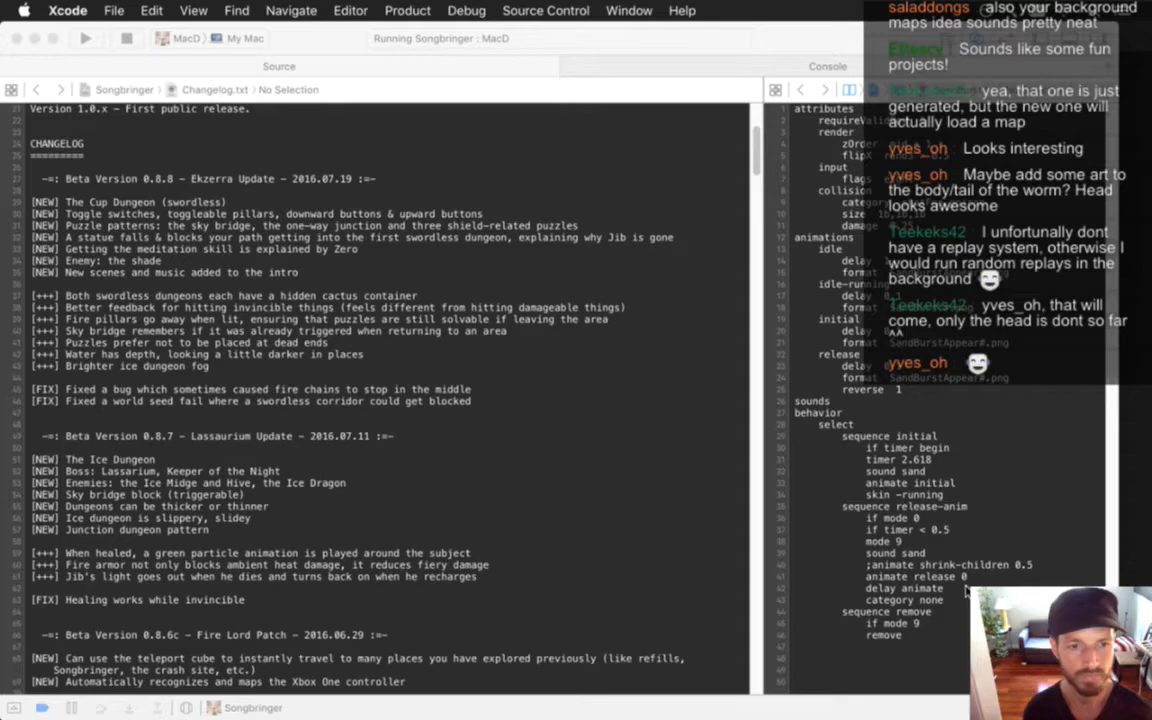 Xcode File Edit View Find Navigate Editor Product Debug Source Control Window Help
MacD My Mac Running Songbringer : MacD
Source
Console
Songbringer Changelog.txt No Selection
Version 1.0.x - First public release.
CHANGELOG
=========
-=: Beta Version 0.8.8 - Ekzerra Update - 2016.07.19 :=-
[NEW] The Cup Dungeon (swordless)
[NEW] Toggle switches, toggleable pillars, downward buttons & upward buttons
[NEW] Puzzle patterns: the sky bridge, the one-way junction and three shield-related puzzles
[NEW] A statue falls & blocks your path getting into the first swordless dungeon, explaining why Jib is gone
[NEW] Getting the meditation skill is explained by Zero
[NEW] Enemy: the shade
[NEW] New scenes and music added to the intro
[+++] Both swordless dungeons each have a hidden cactus container
[+++] Better feedback for hitting invincible things (feels different from hitting damageable things)
[+++] Fire pillars go away when lit, ensuring that puzzles are still solvable if leaving the area
[+++] Sky bridge remembers if it was already triggered when returning to an area
[+++] Puzzles prefer not to be placed at dead ends
[+++] Water has depth, looking a little darker in places
[+++] Brighter ice dungeon fog
[FIX] Fixed a bug which sometimes caused fire chains to stop in the middle
[FIX] Fixed a world seed fail where a swordless corridor could get blocked
-=: Beta Version 0.8.7 - Lassaurium Update - 2016.07.11 :=-
[NEW] The Ice Dungeon
[NEW] Boss: Lassarium, Keeper of the Night
[NEW] Enemies: the Ice Midge and Hive, the Ice Dragon
[NEW] Sky bridge block (triggerable)
[NEW] Dungeons can be thicker or thinner
[NEW] Ice dungeon is slippery, slidey
[NEW] Junction dungeon pattern
[+++] When healed, a green particle animation is played around the subject
[+++] Fire armor not only blocks ambient heat damage, it reduces fiery damage
[+++] Jib's light goes out when he dies and turns back on when he recharges
[FIX] Healing works while invincible
-=: Beta Version 0.8.6c - Fire Lord Patch - 2016.06.29 :=-
[NEW] Can use the teleport cube to instantly travel to many places you have explored previously (like refills,
Songbringer, the crash site, etc.)
[NEW] Automatically recognizes and maps the Xbox One controller
Songbringer
attributes
render
input
flags
collision
size
damage
animations
idle
delay
format
idle-running
delay 0.1
format
initial
delay
format SandBurstAppear#.png
release
delay
format SandBurstAppear#.png
reverse 1
sounds
behavior
select
sequence initial
if timer begin
timer 2.618
sound sand
animate initial
skin -running
sequence release-anim
if mode 0
if timer < 0.5
mode 9
sound sand
;animate shrink-children 0.5
animate release 0
delay animate
category none
sequence remove
if mode 9
remove
saladdongs also your background
maps idea sounds pretty neat
Sounds like some fun
projects!
yea, that one is just
generated, but the new one will
actually load a map
yves_oh Looks interesting
yves_oh Maybe add some art to
the body/tail of the worm? Head
looks awesome
Teekeks42 I unfortunally dont
have a replay system, otherwise I
would run random replays in the
background
Teekeks42 yves_oh, that will
come, only the head is dont so far
^^
yves_oh